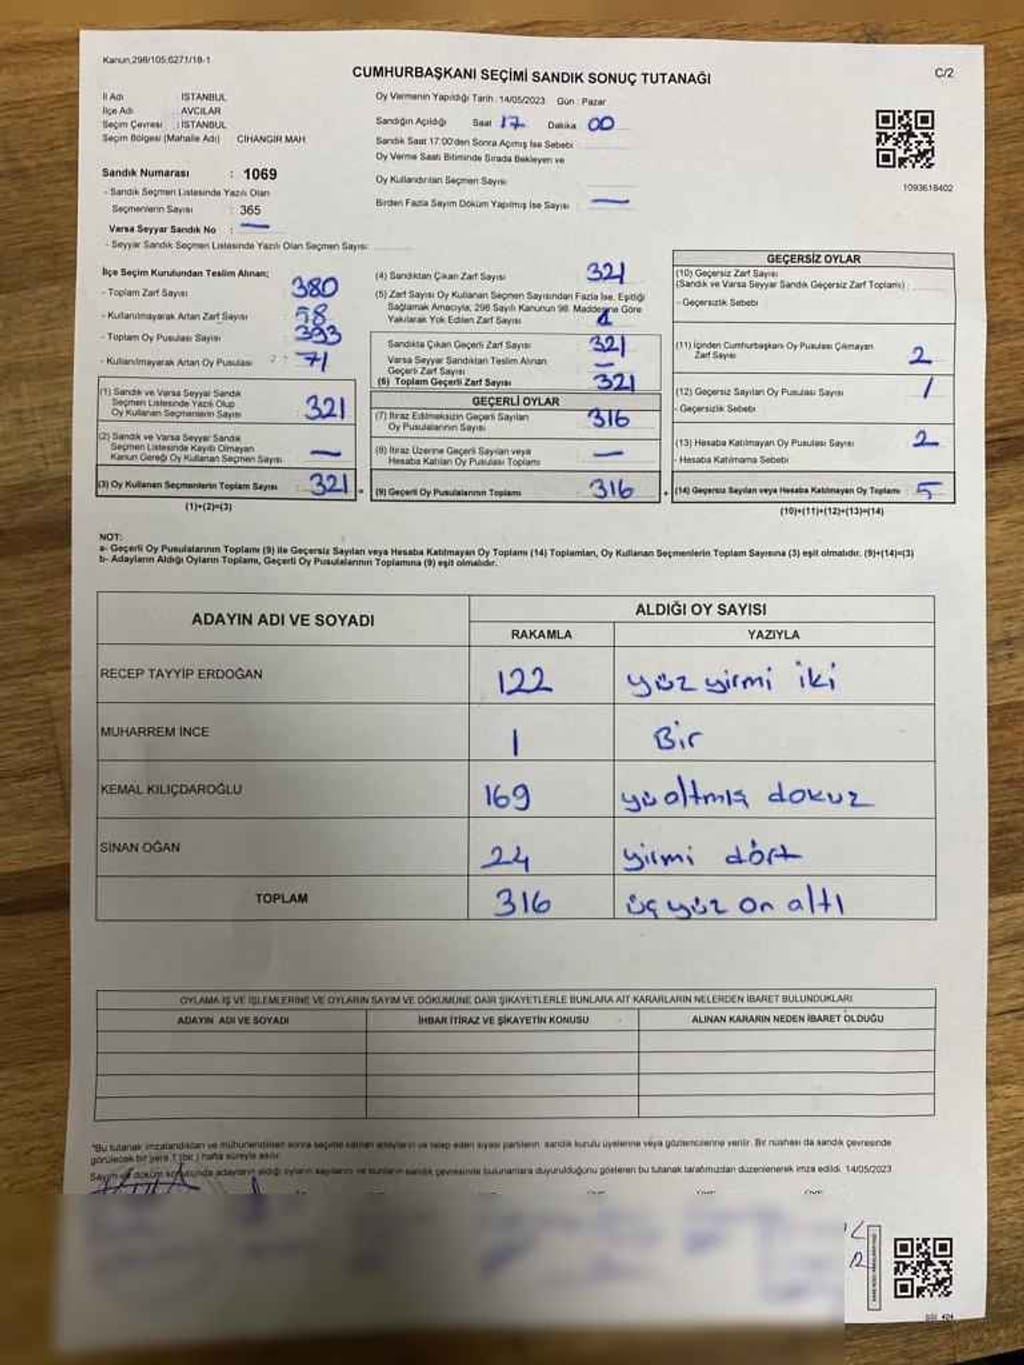 Kanun,298/105,6271/18-1
CUMHURBAŞKANI SEÇİMİ SANDIK SONUÇ TUTANAĞI
C/2
İl Adı : İSTANBUL
İlçe Adı : AVCILAR
Seçim Çevresi : İSTANBUL
Seçim Bölgesi (Mahalle Adı) CİHANGİR MAH
Sandık Numarası : 1069
- Sandık Seçmen Listesinde Yazılı Olan
Seçmenlerin Sayısı : 365
Varsa Seyyar Sandık No : —
- Seyyar Sandık Seçmen Listesinde Yazılı Olan Seçmen Sayısı:
Oy Vermenin Yapıldığı Tarih : 14/05/2023 Gün : Pazar
Sandığın Açıldığı Saat 17 Dakika 00
Sandık Saat 17:00'den Sonra Açmış İse Sebebi
Oy Verme Saati Bitiminde Sırada Bekleyen ve
Oy Kullandırılan Seçmen Sayısı
Birden Fazla Sayım Döküm Yapılmış İse Sayısı —
1093618402
İlçe Seçim Kurulundan Teslim Alınan;
- Toplam Zarf Sayısı 380
- Kullanılmayarak Artan Zarf Sayısı 58
- Toplam Oy Pusulası Sayısı 393
- Kullanılmayarak Artan Oy Pusulası 71
(1) Sandık ve Varsa Seyyar Sandık
Seçmen Listesinde Yazılı Olup
Oy Kullanan Seçmenlerin Sayısı 321
(2) Sandık ve Varsa Seyyar Sandık
Seçmen Listesinde Kayıtlı Olmayan
Kanun Gereği Oy Kullanan Seçmen Sayısı —
(3) Oy Kullanan Seçmenlerin Toplam Sayısı 321
(1)+(2)=(3)
(4) Sandıktan Çıkan Zarf Sayısı 321
(5) Zarf Sayısı Oy Kullanan Seçmen Sayısından Fazla İse, Eşitliği
Sağlamak Amacıyla, 298 Sayılı Kanunun 98. Maddesine Göre
Yakılarak Yok Edilen Zarf Sayısı
Sandıkta Çıkan Geçerli Zarf Sayısı 321
Varsa Seyyar Sandıktan Teslim Alınan
Geçerli Zarf Sayısı —
(6) Toplam Geçerli Zarf Sayısı 321
GEÇERLİ OYLAR
(7) İtiraz Edilmeksizin Geçerli Sayılan
Oy Pusulalarının Sayısı 316
(8) İtiraz Üzerine Geçerli Sayılan veya
Hesaba Katılan Oy Pusulası Toplamı —
(9) Geçerli Oy Pusulalarının Toplamı 316
GEÇERSİZ OYLAR
(10) Geçersiz Zarf Sayısı
(Sandık ve Varsa Seyyar Sandık Geçersiz Zarf Toplamı)
- Geçersizlik Sebebi
(11) İçinden Cumhurbaşkanı Oy Pusulası Çıkmayan
Zarf Sayısı 2
(12) Geçersiz Sayılan Oy Pusulası Sayısı 1
- Geçersizlik Sebebi
(13) Hesaba Katılmayan Oy Pusulası Sayısı 2
- Hesaba Katılmama Sebebi
(14) Geçersiz Sayılan veya Hesaba Katılmayan Oy Toplamı 5
(10)+(11)+(12)+(13)=(14)
NOT:
a- Geçerli Oy Pusulalarının Toplamı (9) ile Geçersiz Sayılan veya Hesaba Katılmayan Oy Toplamı (14) Toplamları, Oy Kullanan Seçmenlerin Toplam Sayısına (3) eşit olmalıdır. (9)+(14)=(3)
b- Adayların Aldığı Oyların Toplamı, Geçerli Oy Pusulalarının Toplamına (9) eşit olmalıdır.
ADAYIN ADI VE SOYADI
ALDIĞI OY SAYISI
RAKAMLA YAZIYLA
RECEP TAYYİP ERDOĞAN 122 yüz yirmi iki
MUHARREM İNCE 1 Bir
KEMAL KILIÇDAROĞLU 169 yüaltmış dokuz
SİNAN OĞAN 24 yirmi dört
TOPLAM 316 üç yüz on altı
OYLAMA İŞ VE İŞLEMLERİNE VE OYLARIN SAYIM VE DÖKÜMÜNE DAİR ŞİKAYETLERLE BUNLARA AİT KARARLARIN NELERDEN İBARET BULUNDUKLARI
ADAYIN ADI VE SOYADI İHBAR İTİRAZ VE ŞİKAYETİN KONUSU ALINAN KARARIN NEDEN İBARET OLDUĞU
"Bu tutanak imzalandıktan ve mühürlendikten sonra seçime katılan adayların ve talep eden siyasi partilerin, sandık kurulu üyelerine veya gözlemcilerine verilir. Bir nüshası da sandık çevresinde
görülecek bir yere 1 (bir) hafta süreyle asılır.
Sayım ve döküm sonucunda adayların aldığı oyların sayılarını ve bunların sandık çevresinde bulunanlara duyurulduğunu gösteren bu tutanak tarafımızdan düzenlenerek imza edildi. 14/05/2023